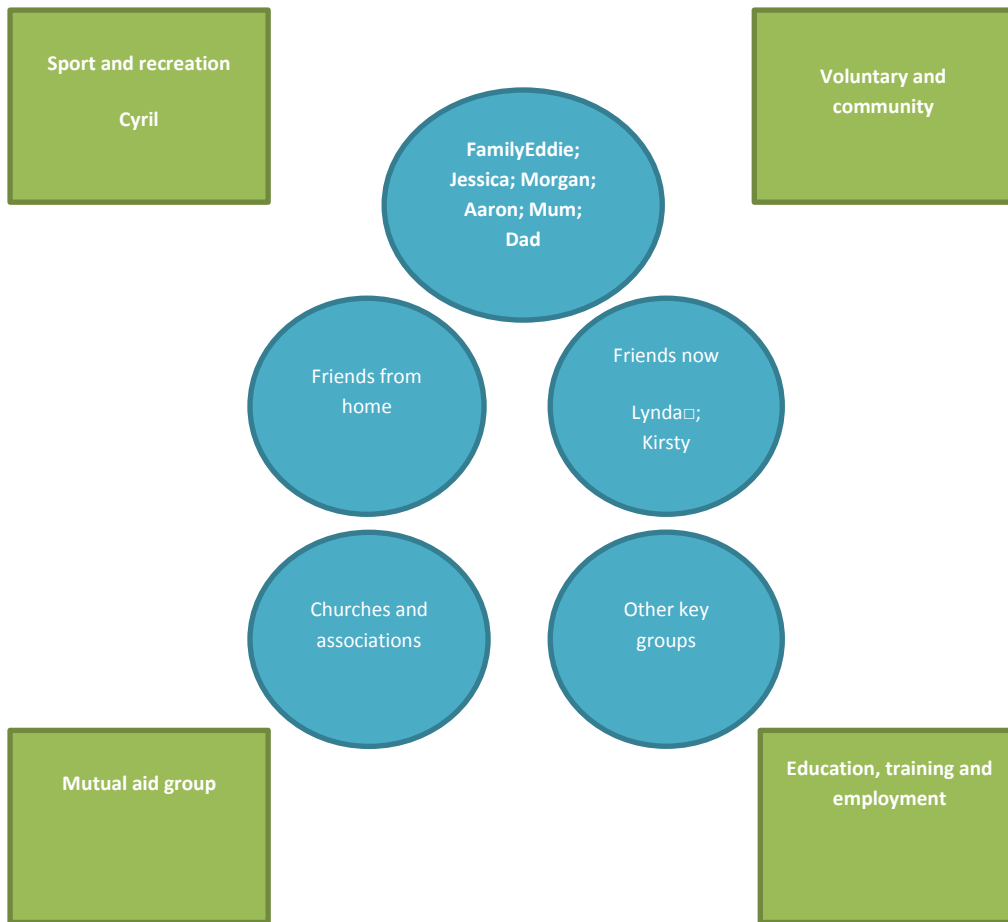 Sport and recreation
Cyril
Voluntary and
community
FamilyEddie;
Jessica; Morgan;
Aaron; Mum;
Dad
Friends from
home
Friends now
Lynda□;
Kirsty
Churches and
associations
Other key
groups
Mutual aid group
Education, training and
employment